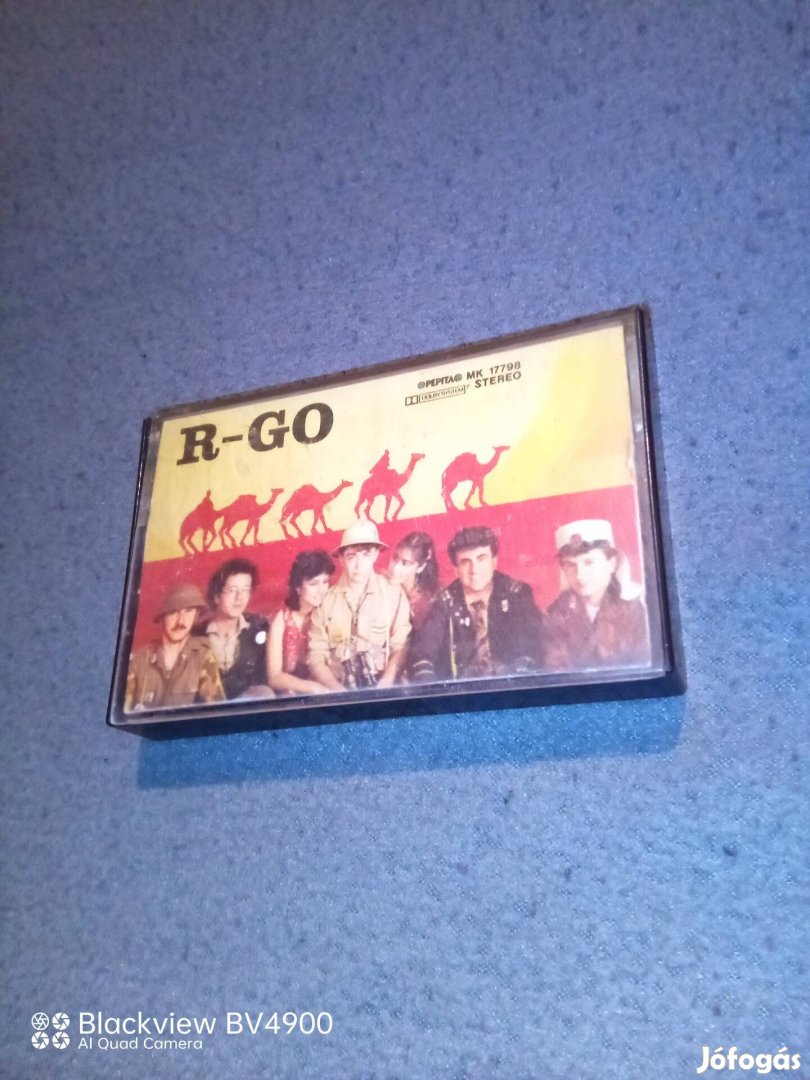 R-GO
PEPITA MK 17798
DOLBY SYSTEM STEREO
Blackview BV4900
AI Quad Camera
Jófogás